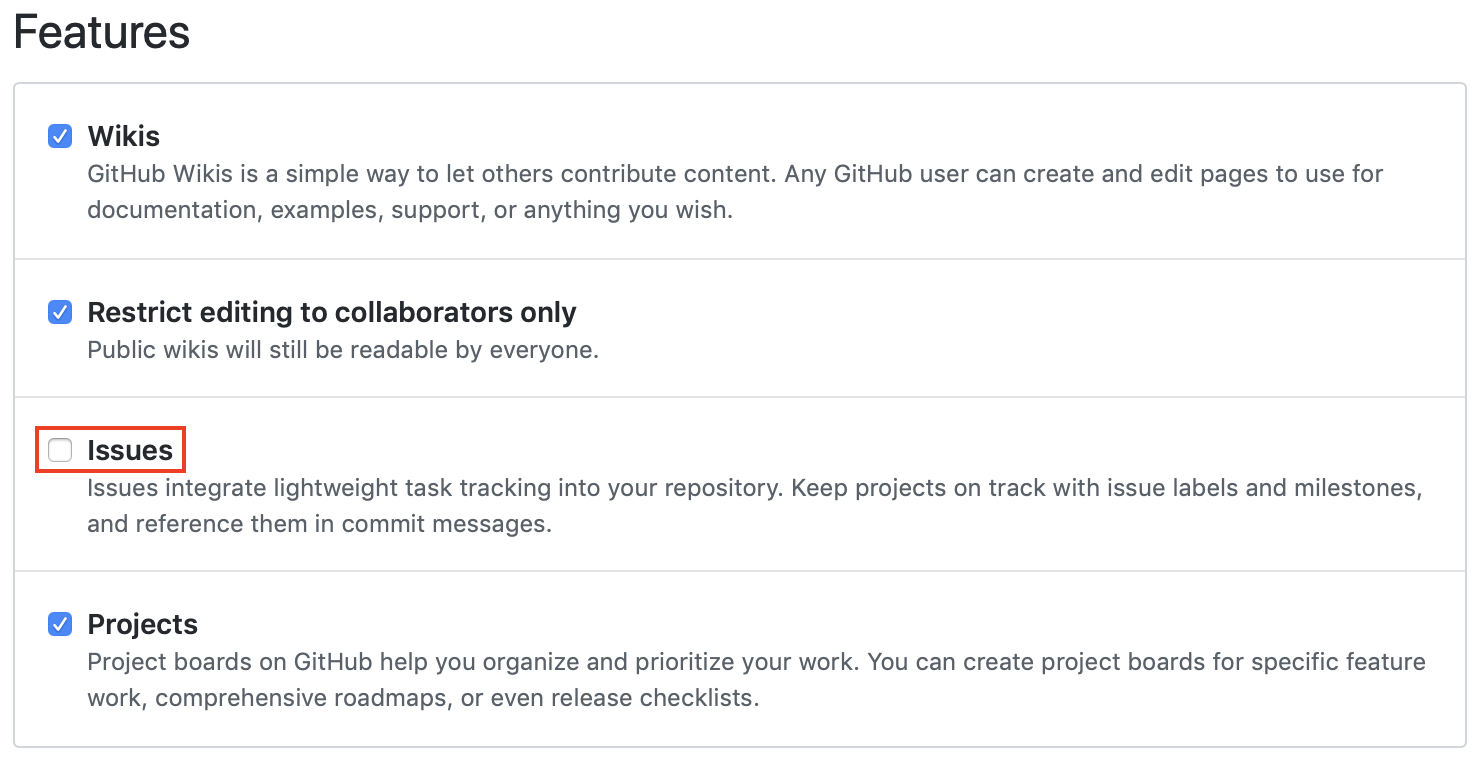 Features
Wikis
GitHub Wikis is a simple way to let others contribute content. Any GitHub user can create and edit pages to use for
documentation, examples, support, or anything you wish.
Restrict editing to collaborators only
Public wikis will still be readable by everyone.
Issues
Issues integrate lightweight task tracking into your repository. Keep projects on track with issue labels and milestones,
and reference them in commit messages.
Projects
Project boards on GitHub help you organize and prioritize your work. You can create project boards for specific feature
work, comprehensive roadmaps, or even release checklists.